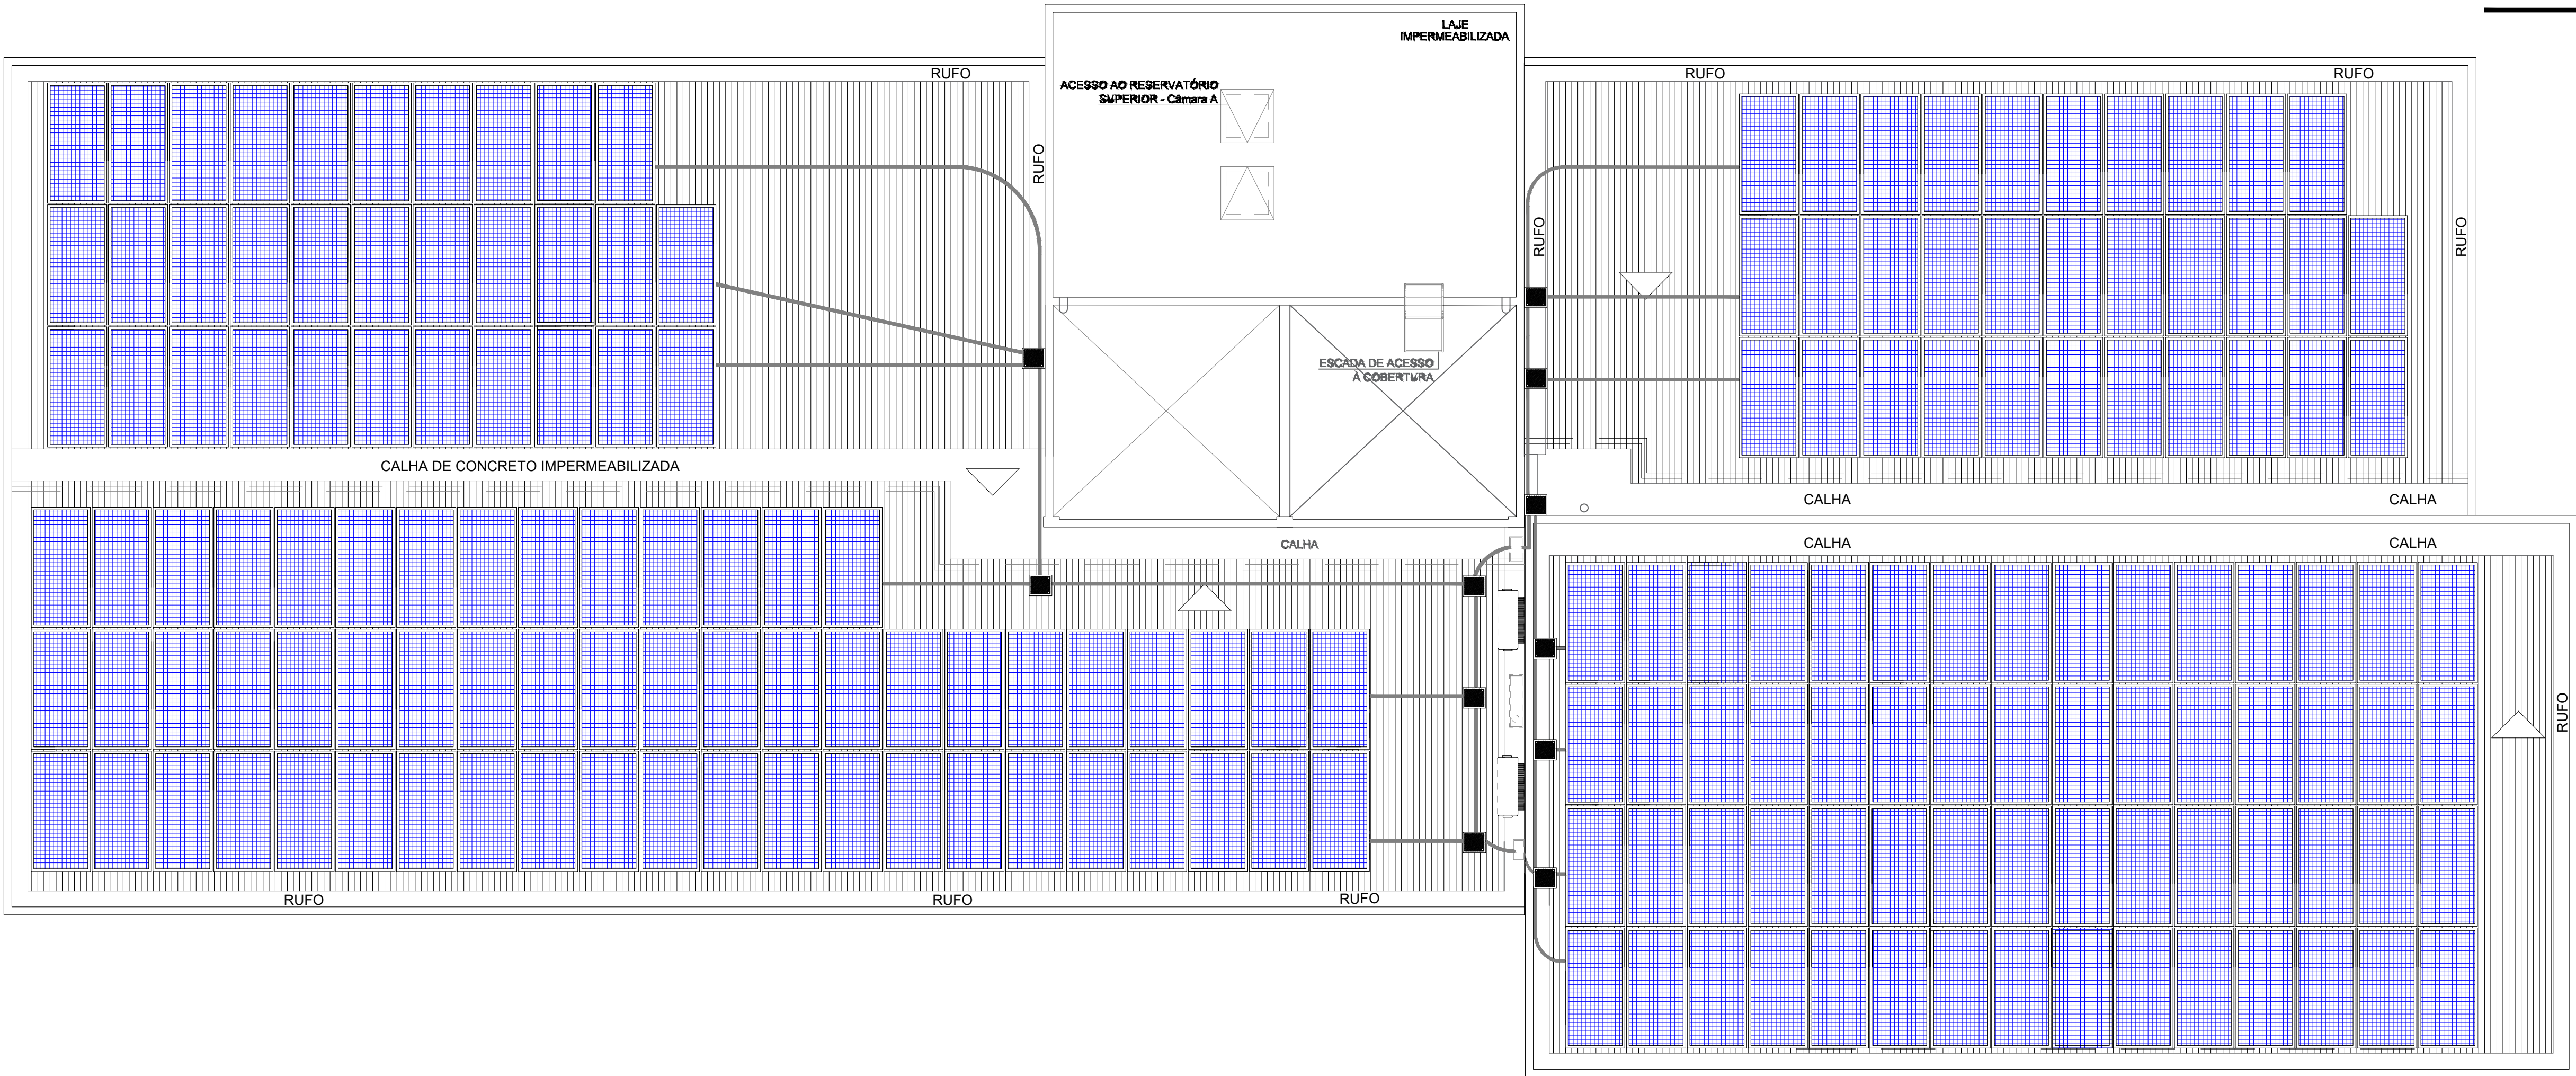 LAJE
IMPERMEABILIZADA
RUFO
RUFO
RUFO
ACESSO AO RESERVATÓRIO
SUPERIOR - Câmara A
RUFO
RUFO
RUFO
ESCADA DE ACESSO
À COBERTURA
CALHA DE CONCRETO IMPERMEABILIZADA
CALHA
CALHA
CALHA
CALHA
CALHA
RUFO
RUFO
RUFO
RUFO